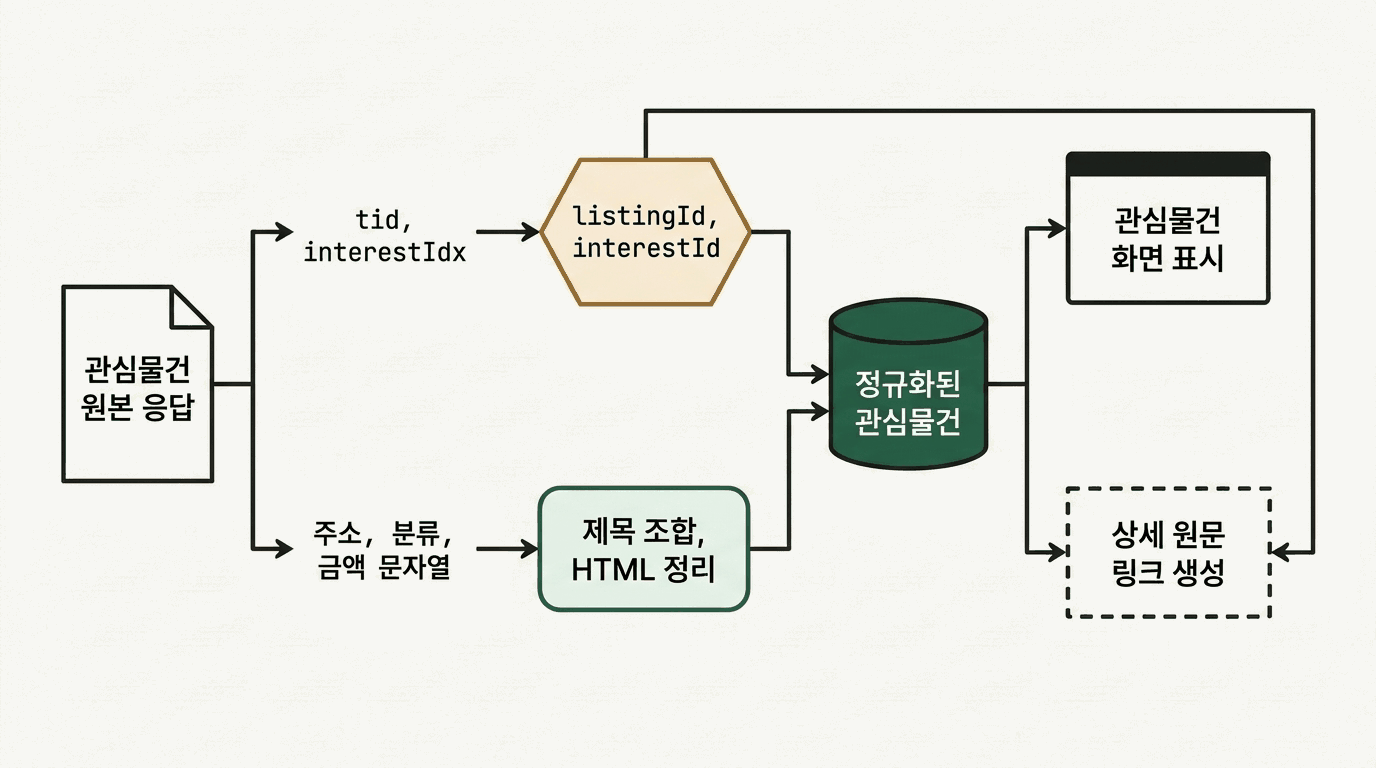 관심물건
원본 응답
tid,
interestIdx
listingId,
interestId
주소, 분류,
금액 문자열
제목 조합,
HTML 정리
정규화된
관심물건
관심물건
화면 표시
상세 원문
링크 생성